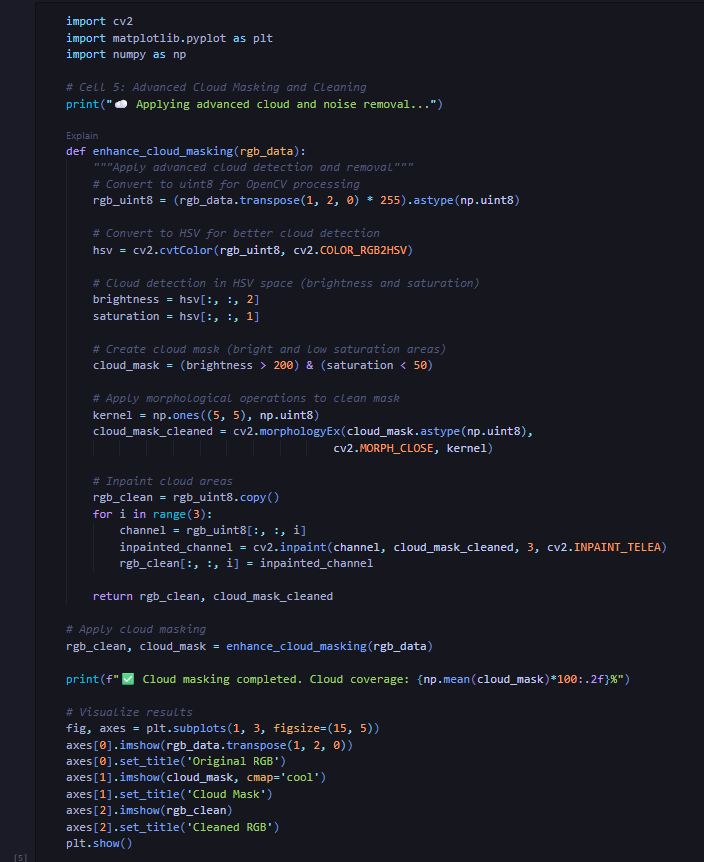 import cv2
import matplotlib.pyplot as plt
import numpy as np
# Cell 5: Advanced Cloud Masking and Cleaning
print("☁️ Applying advanced cloud and noise removal...")
Explain
def enhance_cloud_masking(rgb_data):
    """Apply advanced cloud detection and removal"""
    # Convert to uint8 for OpenCV processing
    rgb_uint8 = (rgb_data.transpose(1, 2, 0) * 255).astype(np.uint8)
    # Convert to HSV for better cloud detection
    hsv = cv2.cvtColor(rgb_uint8, cv2.COLOR_RGB2HSV)
    # Cloud detection in HSV space (brightness and saturation)
    brightness = hsv[:, :, 2]
    saturation = hsv[:, :, 1]
    # Create cloud mask (bright and low saturation areas)
    cloud_mask = (brightness > 200) & (saturation < 50)
    # Apply morphological operations to clean mask
    kernel = np.ones((5, 5), np.uint8)
    cloud_mask_cleaned = cv2.morphologyEx(cloud_mask.astype(np.uint8),
                                        cv2.MORPH_CLOSE, kernel)
    # Inpaint cloud areas
    rgb_clean = rgb_uint8.copy()
    for i in range(3):
        channel = rgb_uint8[:, :, i]
        inpainted_channel = cv2.inpaint(channel, cloud_mask_cleaned, 3, cv2.INPAINT_TELEA)
        rgb_clean[:, :, i] = inpainted_channel
    return rgb_clean, cloud_mask_cleaned
# Apply cloud masking
rgb_clean, cloud_mask = enhance_cloud_masking(rgb_data)
print(f"✅ Cloud masking completed. Cloud coverage: {np.mean(cloud_mask)*100:.2f}%")
# Visualize results
fig, axes = plt.subplots(1, 3, figsize=(15, 5))
axes[0].imshow(rgb_data.transpose(1, 2, 0))
axes[0].set_title('Original RGB')
axes[1].imshow(cloud_mask, cmap='cool')
axes[1].set_title('Cloud Mask')
axes[2].imshow(rgb_clean)
axes[2].set_title('Cleaned RGB')
plt.show()
[5]